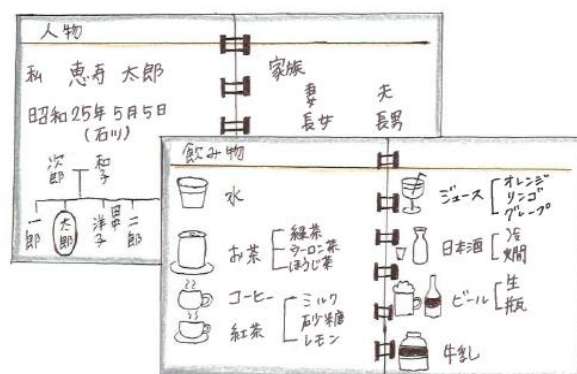 人物
私 恵寿 太郎
昭和25年5月5日
(石川)
次郎 和子
一郎 太郎 洋子 二郎
家族
妻 夫
長女 長男
飲み物
水
お茶 緑茶
ウーロン茶
ほうじ茶
コーヒー
紅茶
ミルク
砂糖
レモン
ジュース オレンジ
リンゴ
グレープ
日本酒 冷
燗
ビール 生
瓶
牛乳